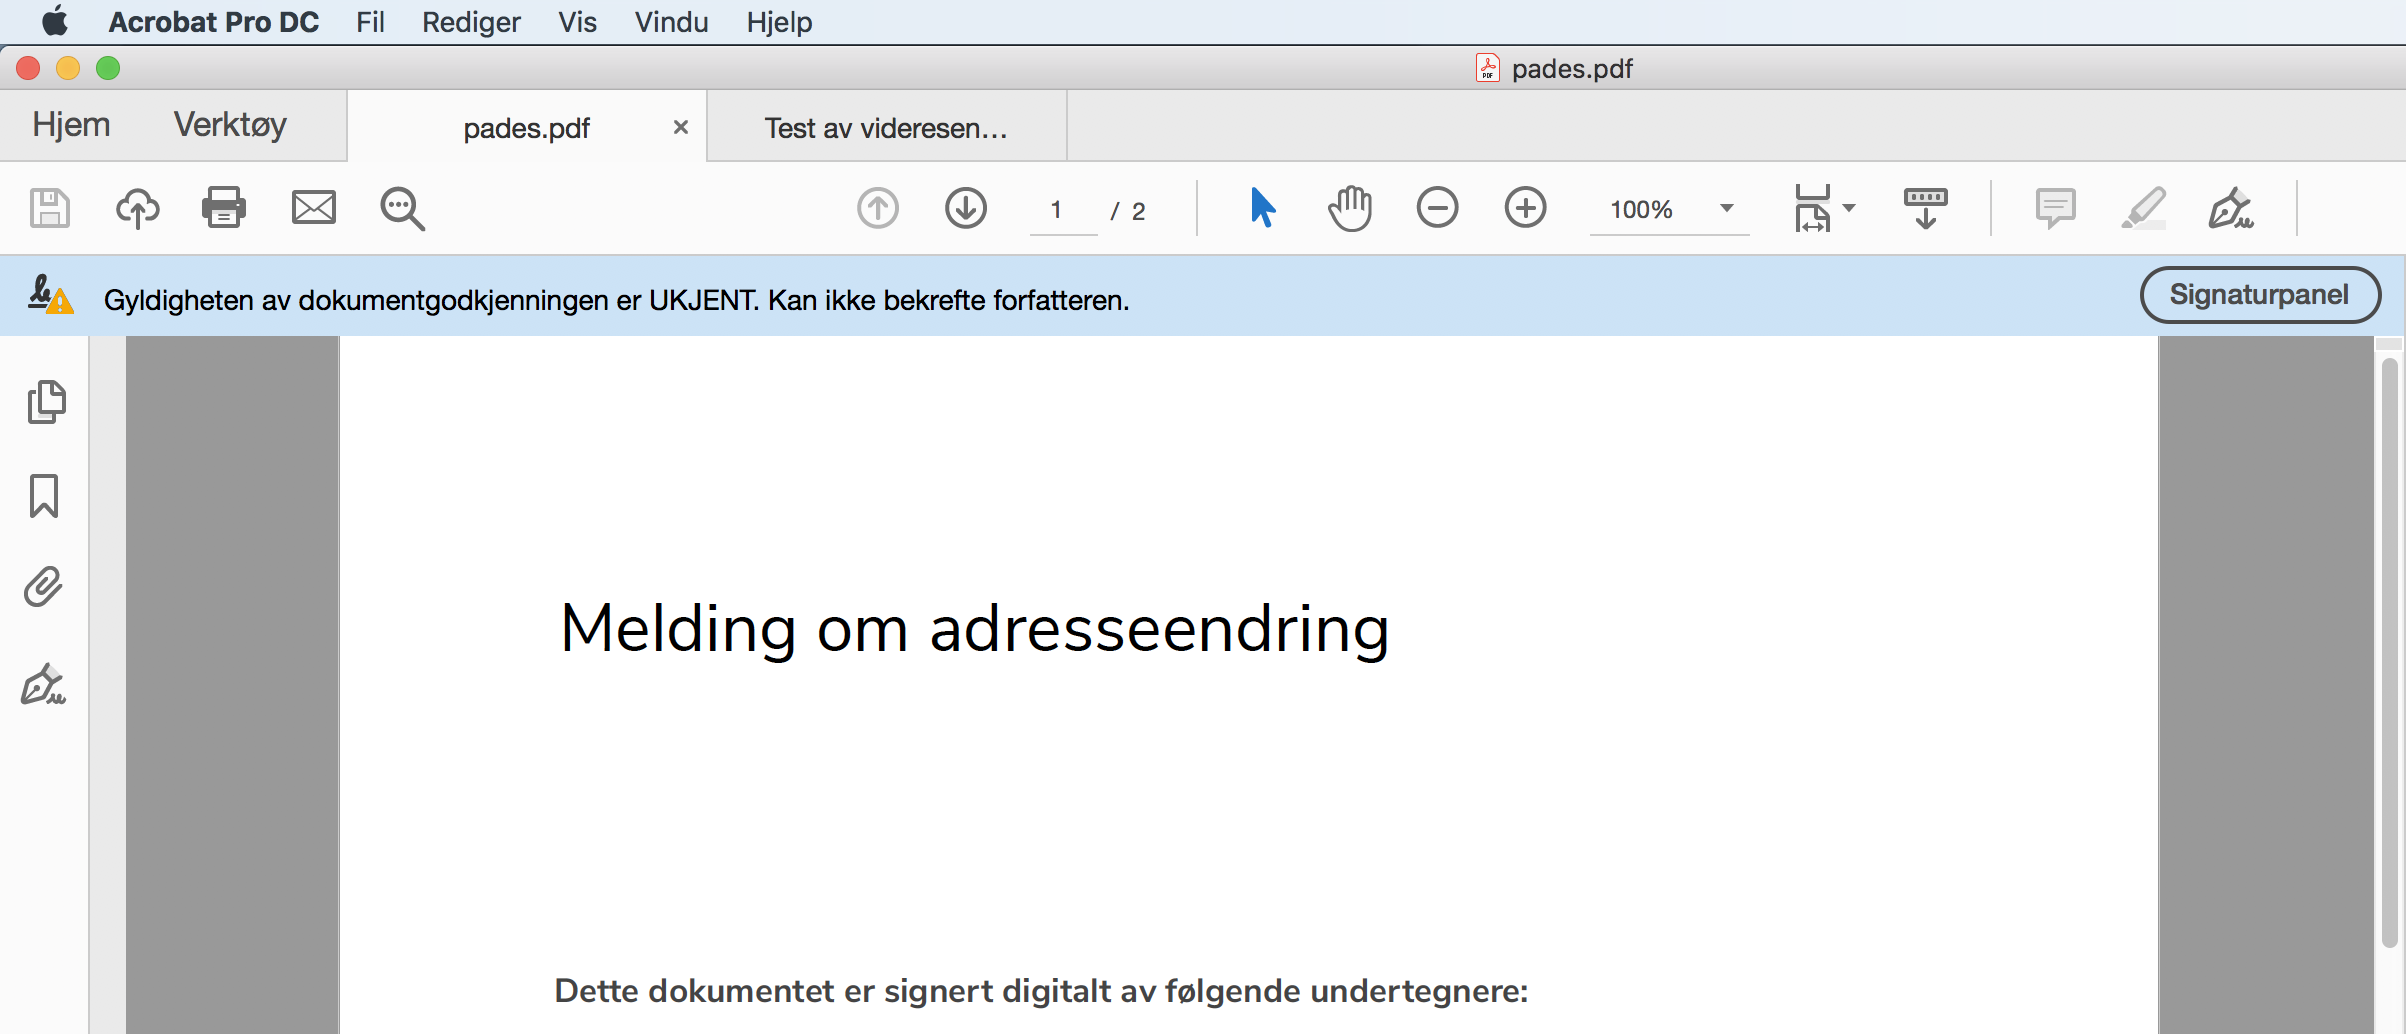 Acrobat Pro DC Fil Rediger Vis Vindu Hjelp
PDF pades.pdf
Hjem Verktøy pades.pdf × Test av videresen...
1 / 2 100%
Gyldigheten av dokumentgodkjenningen er UKJENT. Kan ikke bekrefte forfatteren. Signaturpanel
Melding om adresseendring
Dette dokumentet er signert digitalt av følgende undertegnere: